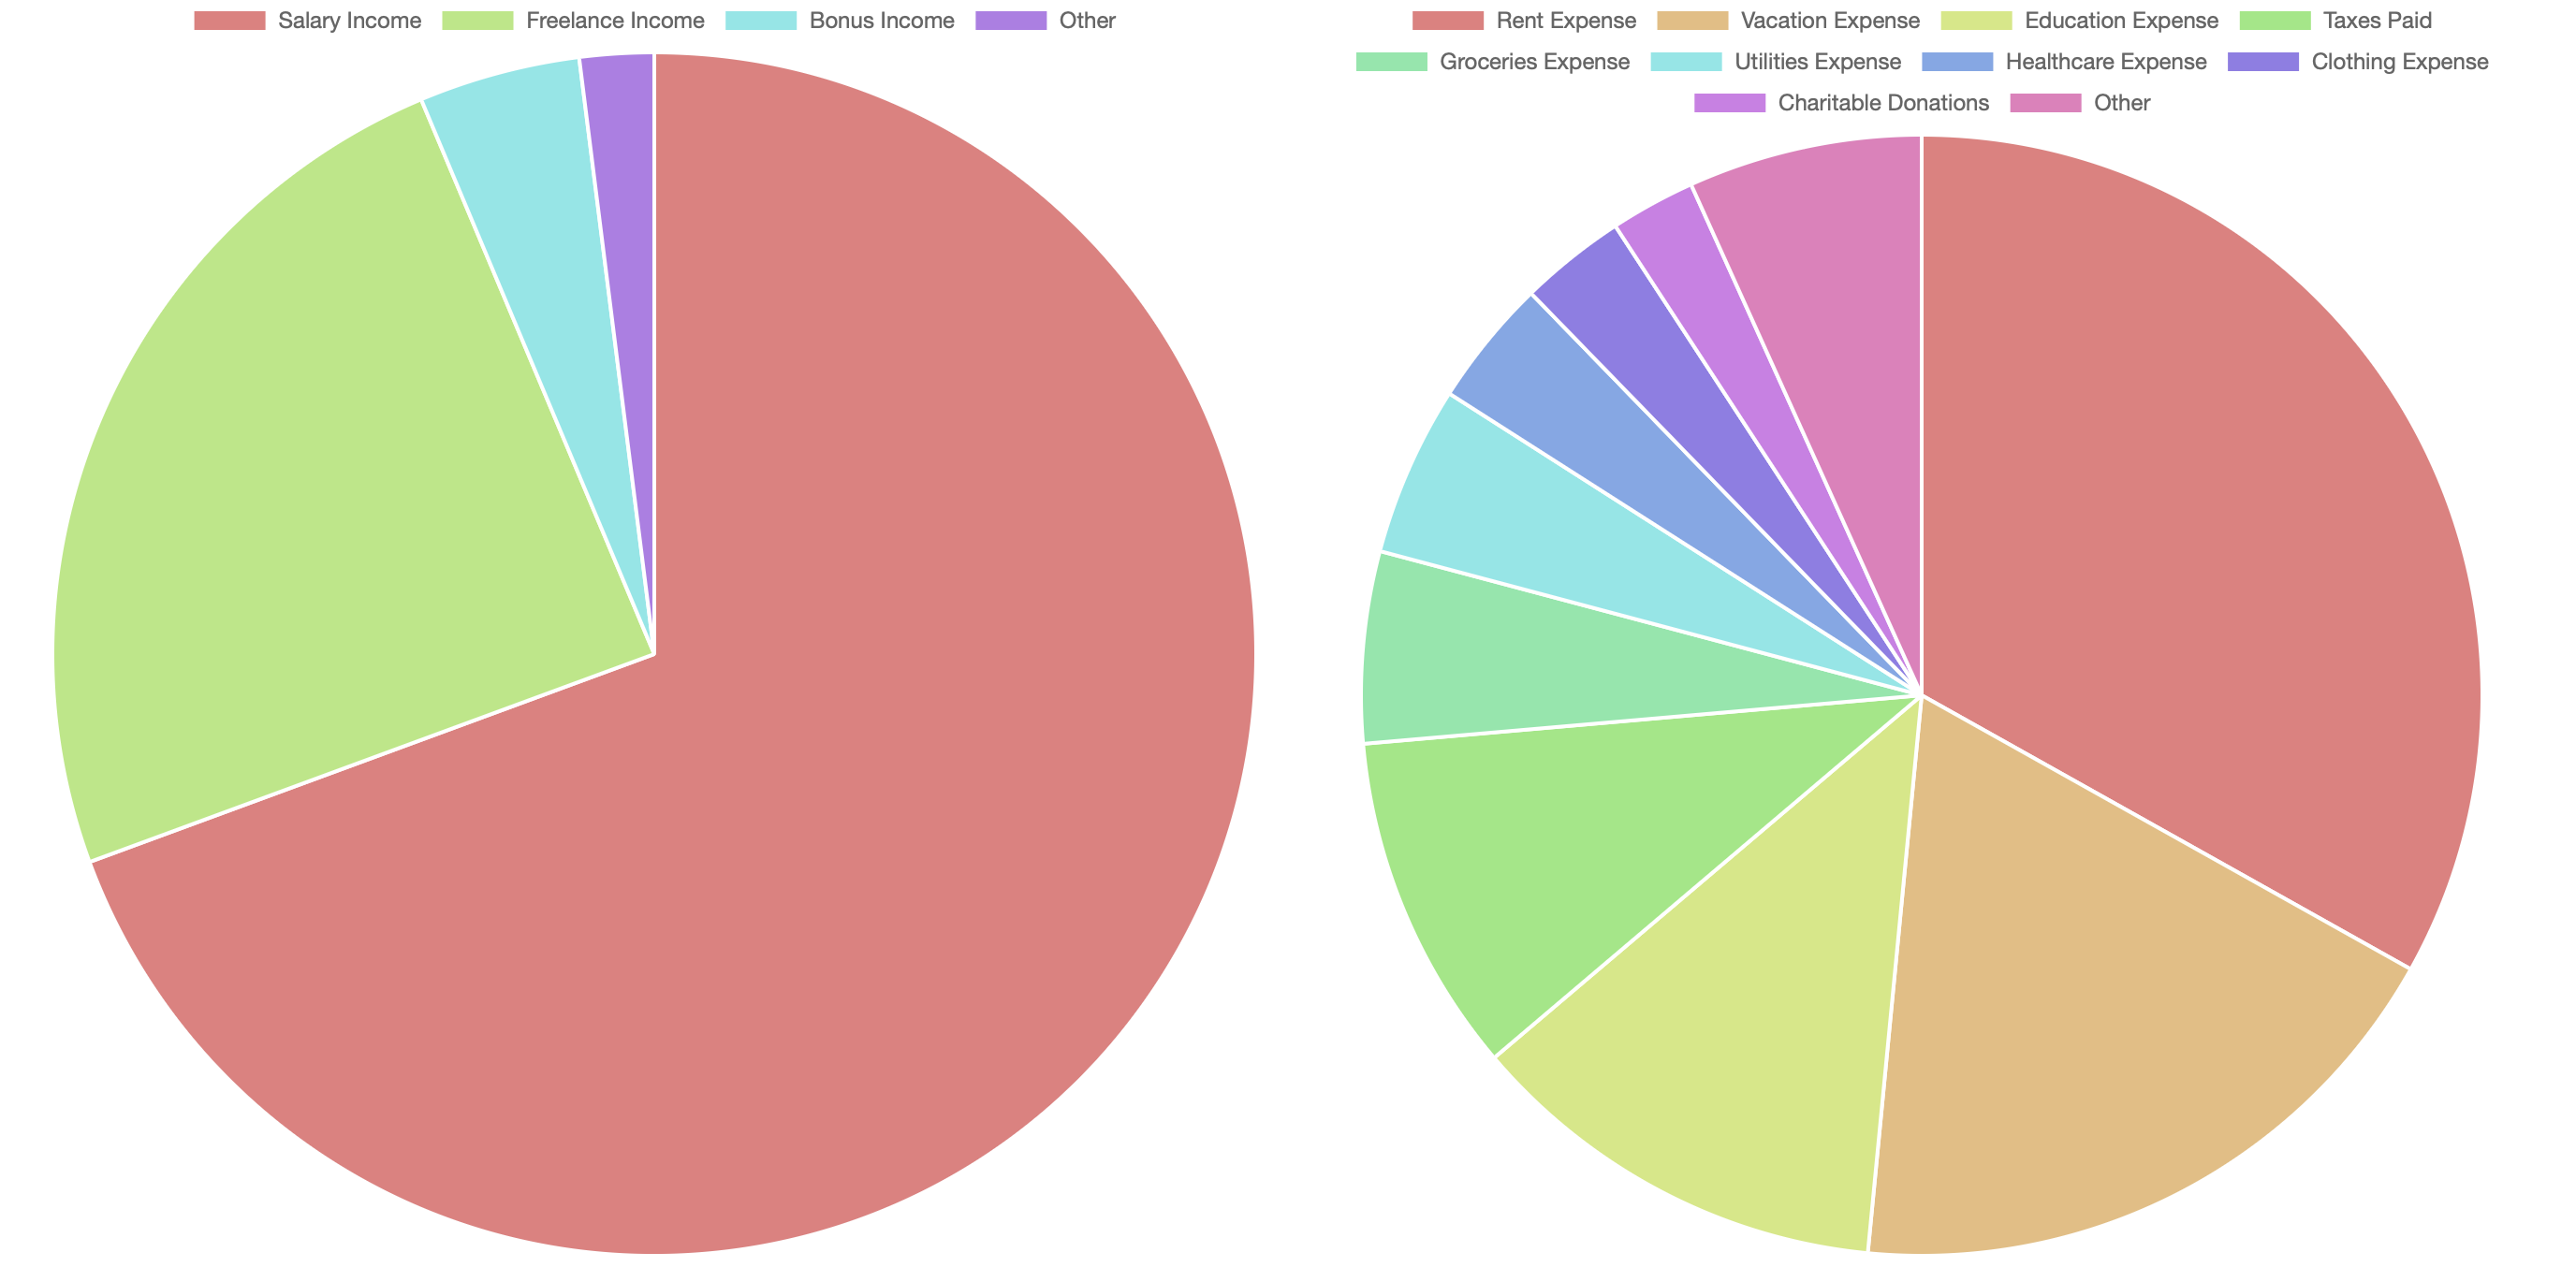 Salary Income Freelance Income Bonus Income Other
Rent Expense Vacation Expense Education Expense Taxes Paid
Groceries Expense Utilities Expense Healthcare Expense Clothing Expense
Charitable Donations Other